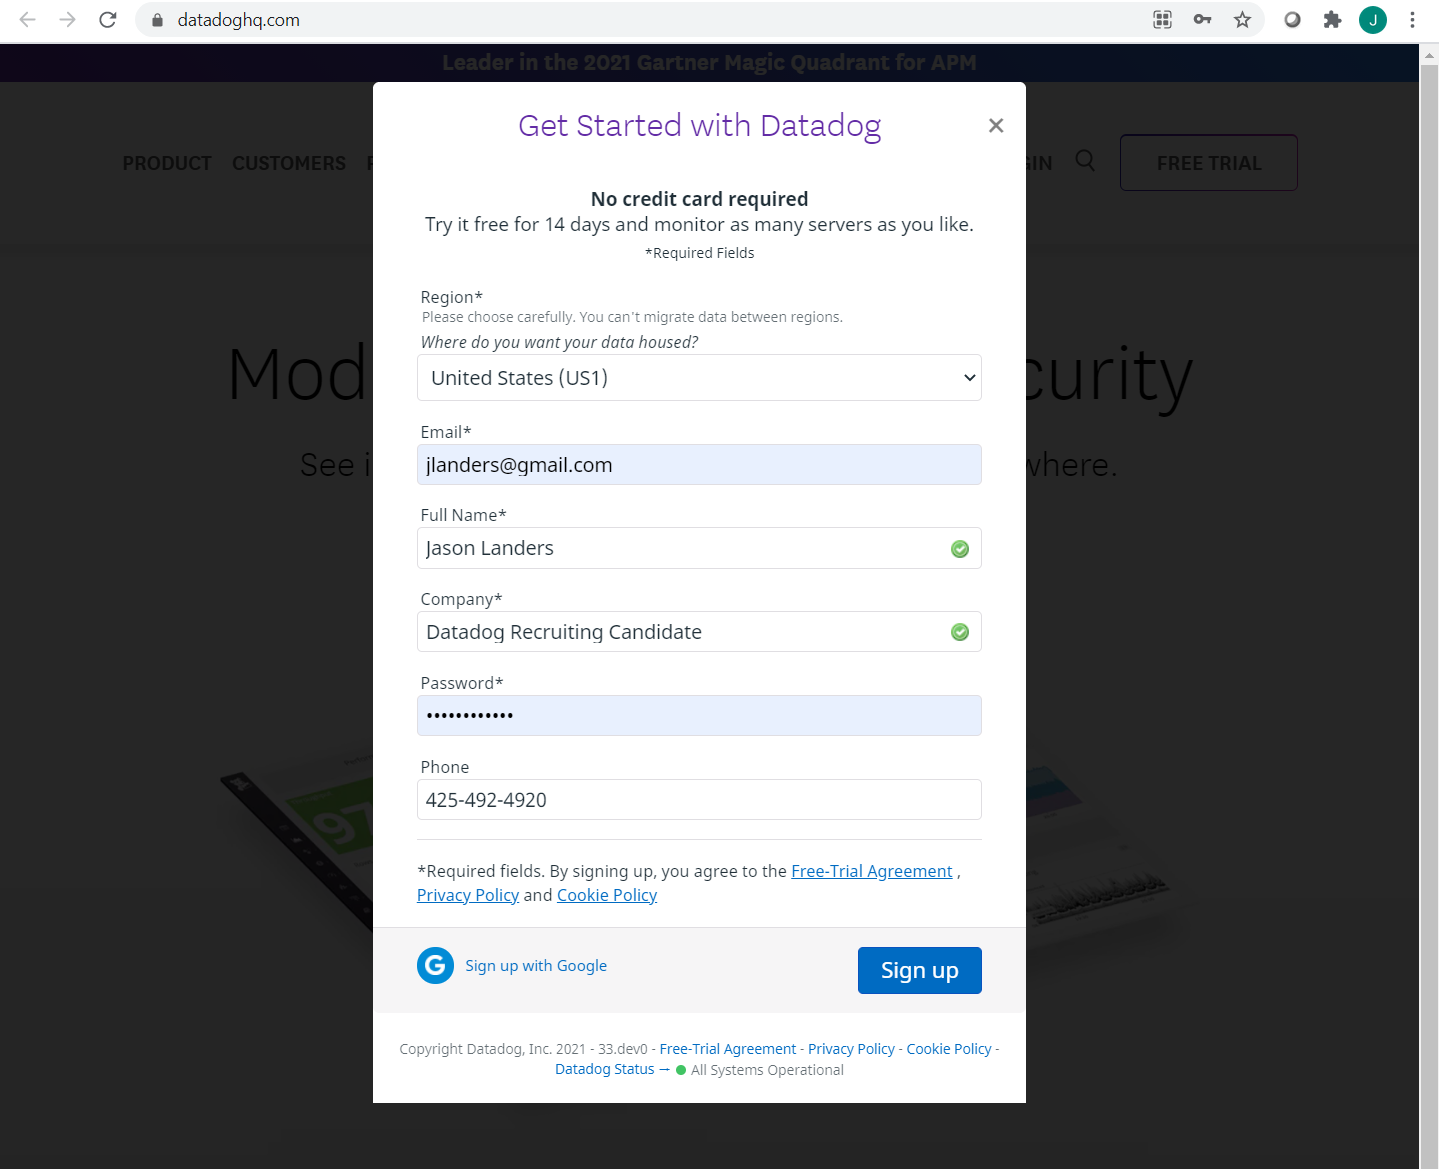 datadoghq.com
J
Leader in the 2021 Gartner Magic Quadrant for APM
Get Started with Datadog
PRODUCT CUSTOMERS
FREE TRIAL
No credit card required
Try it free for 14 days and monitor as many servers as you like.
*Required Fields
Region*
Please choose carefully. You can't migrate data between regions.
Where do you want your data housed?
United States (US1)
Email*
jlanders@gmail.com
Full Name*
Jason Landers
Company*
Datadog Recruiting Candidate
Password*
••••••••••••
Phone
425-492-4920
*Required fields. By signing up, you agree to the Free-Trial Agreement ,
Privacy Policy and Cookie Policy
G Sign up with Google
Sign up
Copyright Datadog, Inc. 2021 - 33.dev0 - Free-Trial Agreement - Privacy Policy - Cookie Policy -
Datadog Status → All Systems Operational
See
97